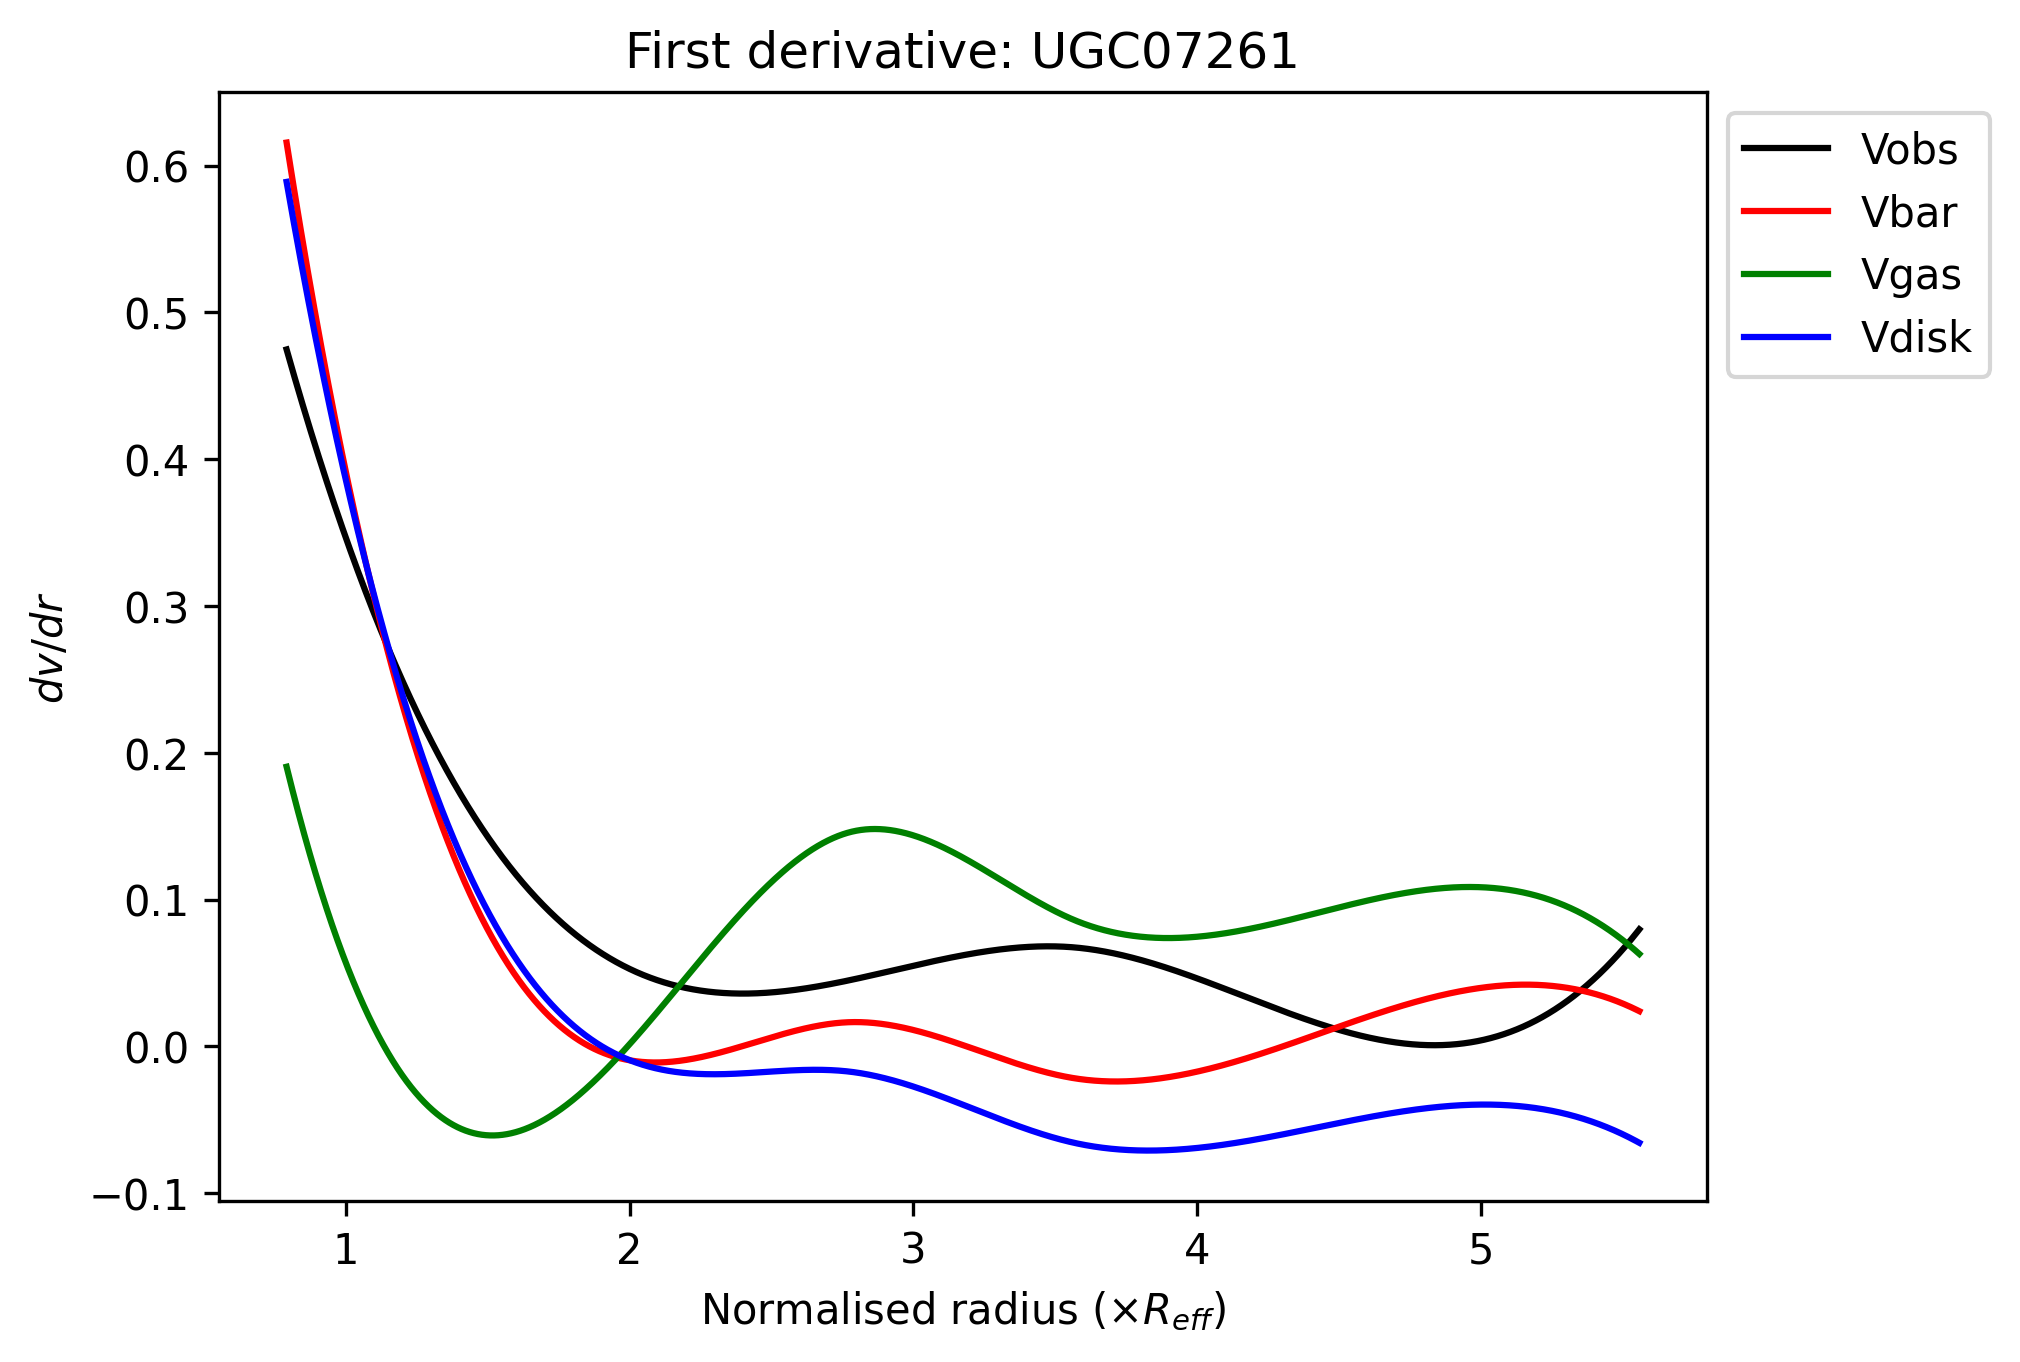 First derivative: UGC07261
0.6
0.5
0.4
0.3
0.2
0.1
0.0
−0.1
dv/dr
1 2 3 4 5
Normalised radius (×R_eff)
Vobs
Vbar
Vgas
Vdisk